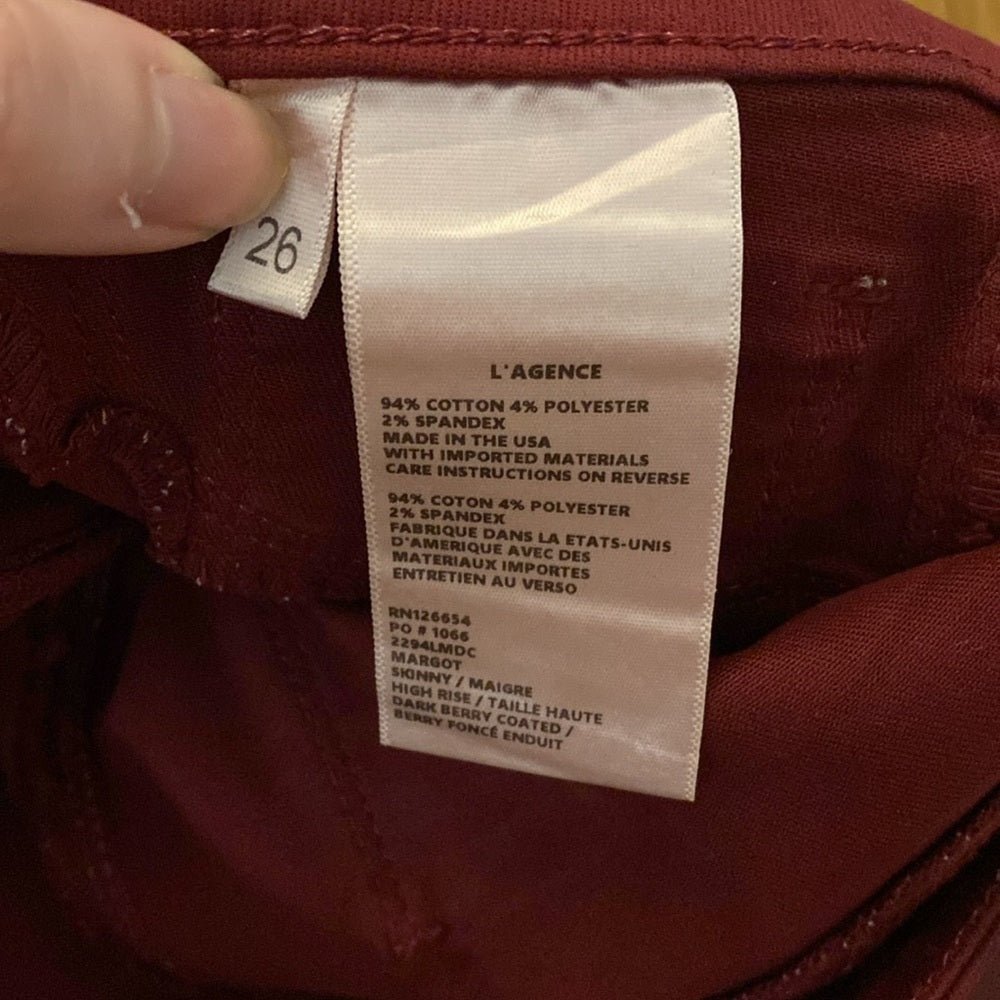 26
L'AGENCE
94% COTTON 4% POLYESTER
2% SPANDEX
MADE IN THE USA
WITH IMPORTED MATERIALS
CARE INSTRUCTIONS ON REVERSE
94% COTON 4% POLYESTER
2% SPANDEX
FABRIQUE DANS LA ETATS-UNIS
D'AMERIQUE AVEC DES
MATERIAUX IMPORTES
ENTRETIEN AU VERSO
RN126654
PO # 1066
2294LMDC
MARGOT
SKINNY / MAIGRE
HIGH RISE / TAILLE HAUTE
DARK BERRY COATED /
BERRY FONCÉ ENDUIT